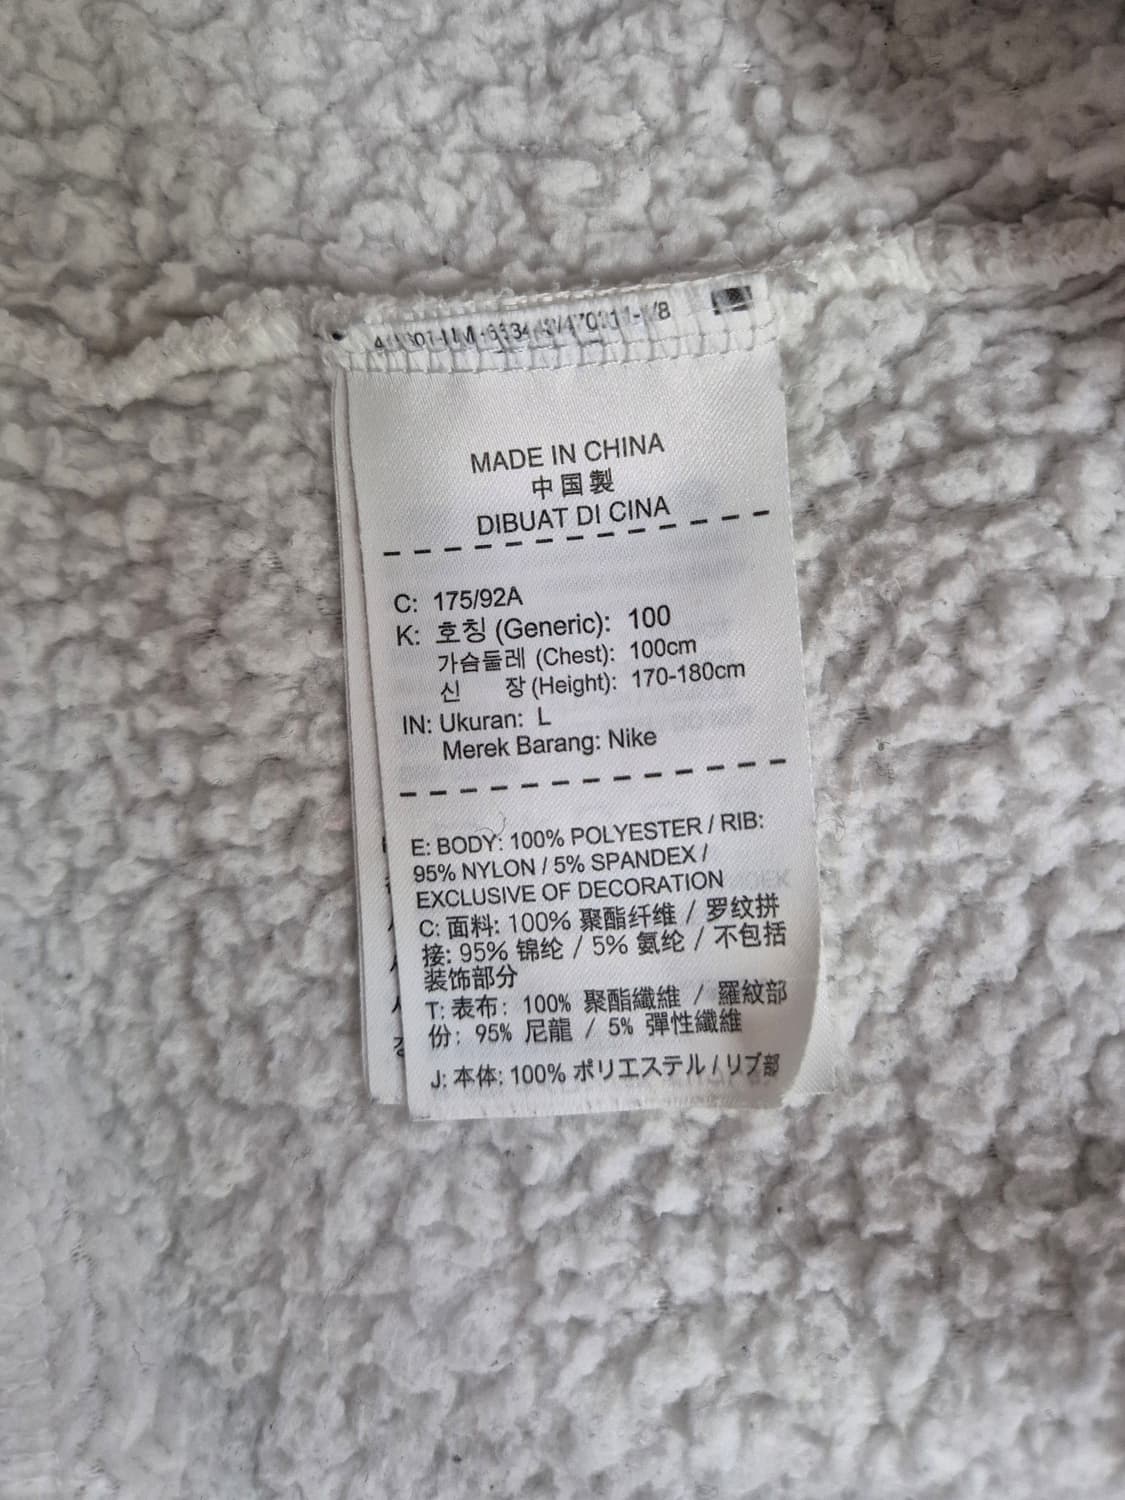 MADE IN CHINA
中国製
DIBUAT DI CINA
C: 175/92A
K: 호칭 (Generic): 100
가슴둘레 (Chest): 100cm
신 장 (Height): 170-180cm
IN: Ukuran: L
Merek Barang: Nike
E: BODY: 100% POLYESTER / RIB:
95% NYLON / 5% SPANDEX /
EXCLUSIVE OF DECORATION
C: 面料: 100% 聚酯纤维 / 罗纹拼
接: 95% 锦纶 / 5% 氨纶 / 不包括
装饰部分
T: 表布: 100% 聚酯纖維 / 羅紋部
份: 95% 尼龍 / 5% 彈性纖維
J: 本体: 100% ポリエステル / リブ部